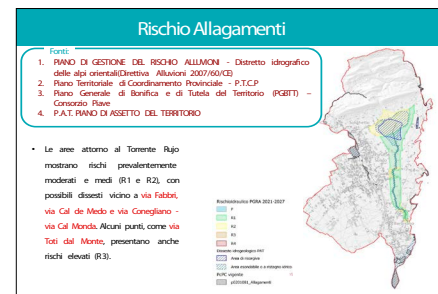 Rischio Allagamenti
Fonti:
1. PIANO DI GESTIONE DEL RISCHIO ALLUVIONI - Distretto idrografico
delle alpi orientali(Direttiva Alluvioni 2007/60/CE)
2. Piano Territoriale di Coordinamento Provinciale - P.T.C.P
3. Piano Generale di Bonifica e di Tutela del Territorio (PGBTT) –
Consorzio Piave
4. P.A.T. PIANO DI ASSETTO DEL TERRITORIO
• Le aree attorno al Torrente Rujo
mostrano rischi prevalentemente
moderati e medi (R1 e R2), con
possibili dissesti vicino a via Fabbri,
via Cal de Medo e via Conegliano -
via Cal Monda. Alcuni punti, come via
Toti dal Monte, presentano anche
rischi elevati (R3).
Rischioidraulico PGRA 2021-2027
F
R1
R2
R3
R4
Dissesto idrogeologico PAT
Area di risorgiva
Area esondabile o a ristagno idrico
PTPC vigente
p0201081_Allagamenti